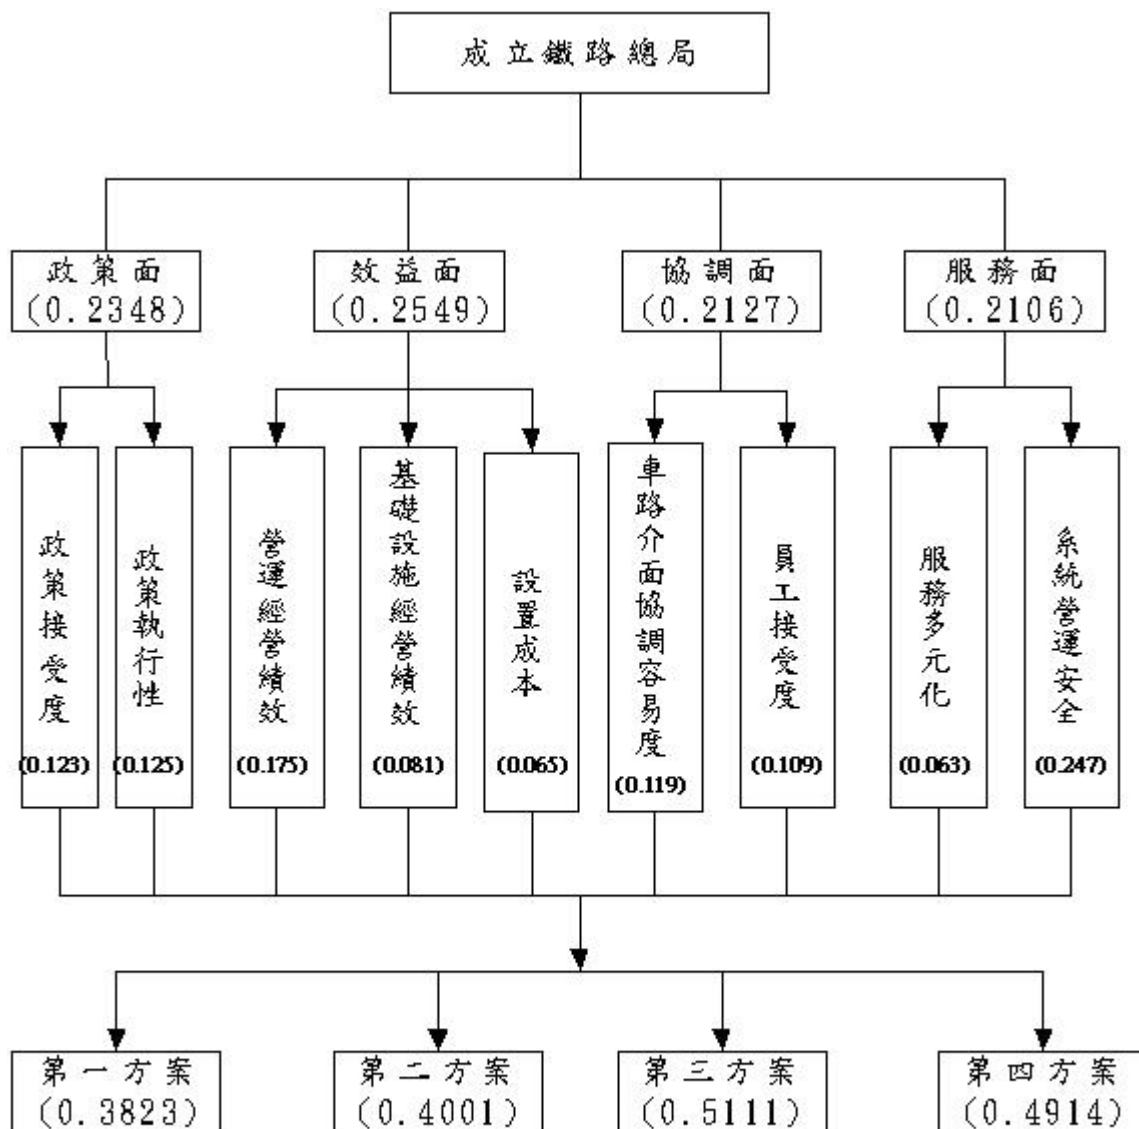 成立鐵路總局
政策面
(0.2348)
效益面
(0.2549)
協調面
(0.2127)
服務面
(0.2106)
政策接受度
(0.123)
政策執行性
(0.125)
營運經營績效
(0.175)
基礎設施經營績效
(0.081)
設置成本
(0.065)
車路介面協調容易度
(0.119)
員工接受度
(0.109)
服務多元化
(0.063)
系統營運安全
(0.247)
第一方案
(0.3823)
第二方案
(0.4001)
第三方案
(0.5111)
第四方案
(0.4914)